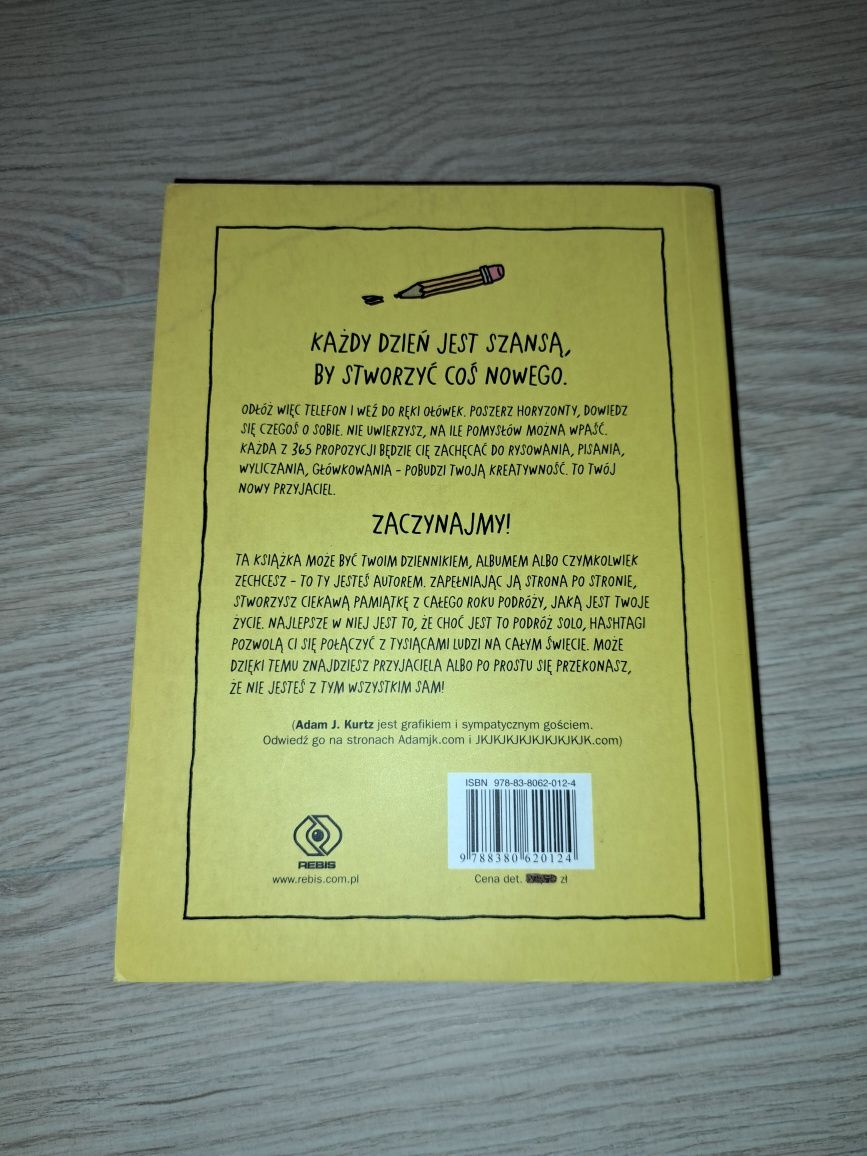 KAŻDY DZIEŃ JEST SZANSĄ,
BY STWORZYĆ COŚ NOWEGO.
ODŁÓŻ WIĘC TELEFON I WEŹ DO RĘKI OŁÓWEK. POSZERZ HORYZONTY, DOWIEDZ
SIĘ CZEGOŚ O SOBIE. NIE UWIERZYSZ, NA ILE POMYSŁÓW MOŻNA WPAŚĆ.
KAŻDA Z 365 PROPOZYCJI BĘDZIE CIĘ ZACHĘCAĆ DO RYSOWANIA, PISANIA,
WYLICZANIA, GŁÓWKOWANIA – POBUDZI TWOJĄ KREATYWNOŚĆ. TO TWÓJ
NOWY PRZYJACIEL.
ZACZYNAJMY!
TA KSIĄŻKA MOŻE BYĆ TWOIM DZIENNIKIEM, ALBUMEM ALBO CZYMKOLWIEK
ZECHCESZ – TO TY JESTEŚ AUTOREM. ZAPEŁNIAJĄC JĄ STRONA PO STRONIE,
STWORZYSZ CIEKAWĄ PAMIĄTKĘ Z CAŁEGO ROKU PODRÓŻY, JAKĄ JEST TWOJE
ŻYCIE. NAJLEPSZE W NIEJ JEST TO, ŻE CHOĆ JEST TO PODRÓŻ SOLO, HASHTAGI
POZWOLĄ CI SIĘ POŁĄCZYĆ Z TYSIĄCAMI LUDZI NA CAŁYM ŚWIECIE. MOŻE
DZIĘKI TEMU ZNAJDZIESZ PRZYJACIELA ALBO PO PROSTU SIĘ PRZEKONASZ,
ŻE NIE JESTEŚ Z TYM WSZYSTKIM SAM!
(Adam J. Kurtz jest grafikiem i sympatycznym gościem.
Odwiedź go na stronach Adamjk.com i JKJKJKJKJKJKJKJKJK.com)
ISBN 978-83-8062-012-4
9 788380 620124
REBIS
www.rebis.com.pl
Cena det. zł